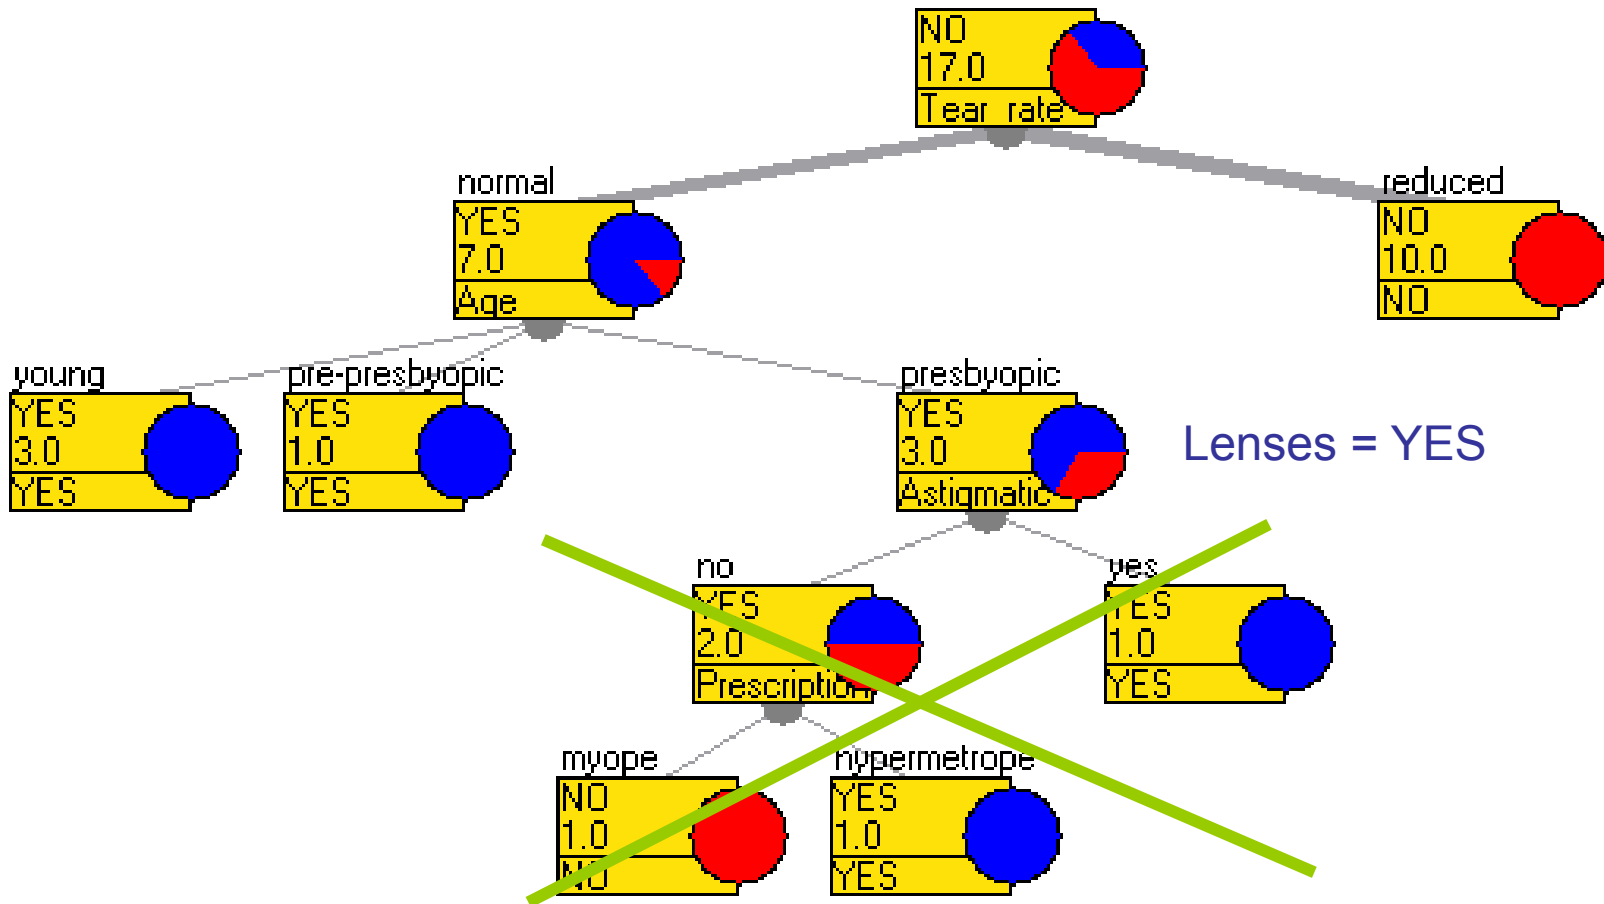 NO
17.0
Tear rate
normal
YES
7.0
Age
reduced
NO
10.0
NO
young
YES
3.0
YES
pre-presbyopic
YES
1.0
YES
presbyopic
YES
3.0
Astigmatic
Lenses = YES
no
YES
2.0
Prescription
yes
YES
1.0
YES
myope
NO
1.0
NO
hypermetrope
YES
1.0
YES